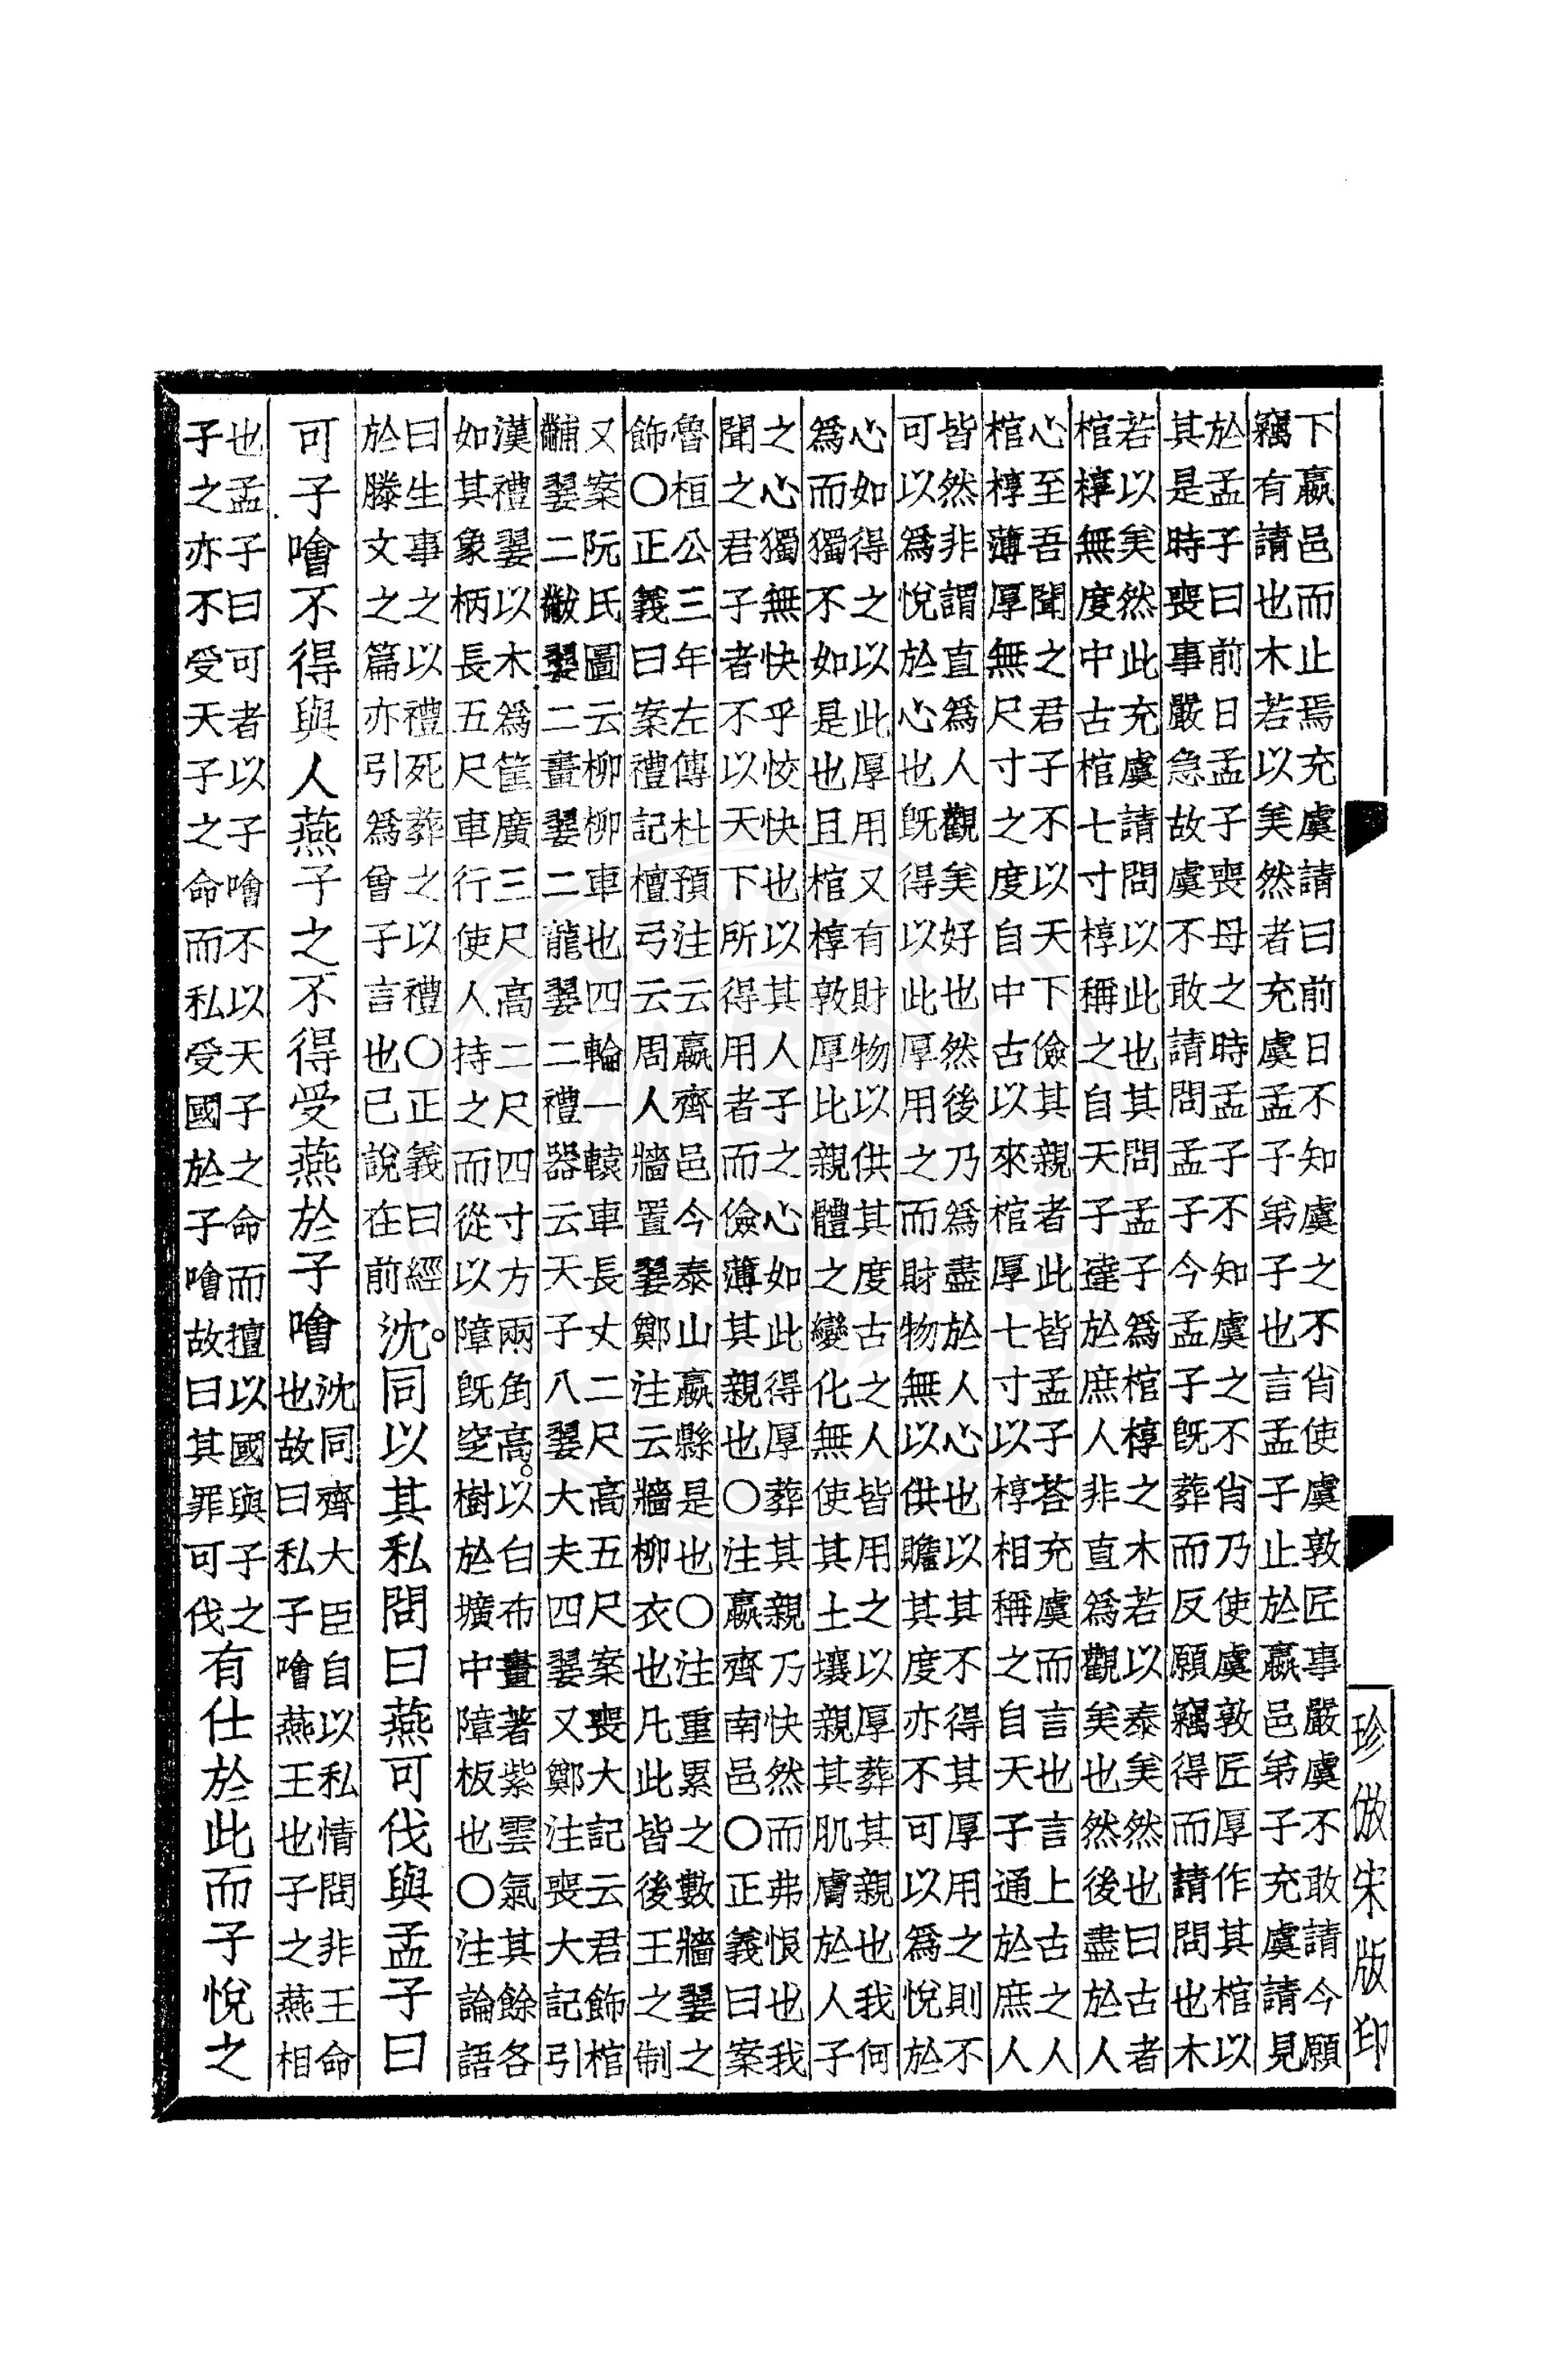 下嬴邑而止焉充虞請曰前日不知虞之不肖使虞敦匠事嚴虞不敢請今願
竊有請也木若以美然者充虞孟子弟子也言孟子止於嬴邑弟子充虞請見
於孟子曰前日孟子喪母之時孟子不知虞之不肖乃使虞敦匠厚作其棺以
其是時喪事嚴急故虞不敢請問孟子今孟子旣葬而反願竊得而請問也木
若以美然此充虞請問以此也其問孟子爲棺椁之木若以泰美然也曰古者
棺椁無度中古棺七寸椁稱之自天子達於庶人非直爲觀美也然後盡於人
心至吾聞之君子不以天下儉其親者此皆孟子荅充虞而言也言上古之人
棺椁薄厚無尺寸之度自中古以來棺厚七寸以椁相稱之自天子通於庶人
皆然非謂直爲人觀美好也然後乃爲盡於人心也以其不得其厚用之則不
可以爲悅於心也旣得以此厚用之而財物無以供贍其度亦不可以爲悅於
心如得之以此厚用又有財物以供其度古之人皆用之以厚葬其親也我何
爲而獨不如是也且棺椁敦厚比親體之變化無使其土壤親其肌膚於人子
之心獨無快乎恔快也以其人子之心如此得厚葬其親乃快然而弗恨也我
聞之君子者不以天下所得用者而儉薄其親也○注嬴齊南邑○正義曰案
魯桓公三年左傳杜預注云嬴齊邑今泰山嬴縣是也○注重累之數牆翣之
飾○正義曰案禮記檀弓云周人牆置翣鄭注云牆柳衣也凡此皆後王之制
又案阮氏圖云柳柳車也四輪一轅車長丈二尺高五尺案喪大記云君飾棺
黼翣二黻翣二畫翣二龍翣二禮器云天子八翣大夫四翣又鄭注喪大記引
漢禮翣以木爲筐廣三尺高二尺四寸方兩角高。以白布畫著紫雲氣其餘各
如其象柄長五尺車行使人持之而從以障旣窆樹於壙中障板也○注論語
曰生事之以禮死葬之以禮○正義曰經
於滕文之篇亦引爲曾子言也已說在前
沈。同以其私問曰燕可伐與孟子曰
可子噲不得與人燕子之不得受燕於子噲
沈同齊大臣自以私情問非王命
也故曰私子噲燕王也子之燕相
也孟子曰可者以子噲不以天子之命而擅以國與子之
子之亦不受天子之命而私受國於子噲故曰其罪可伐
有仕於此而子悅之
珍倣宋版印